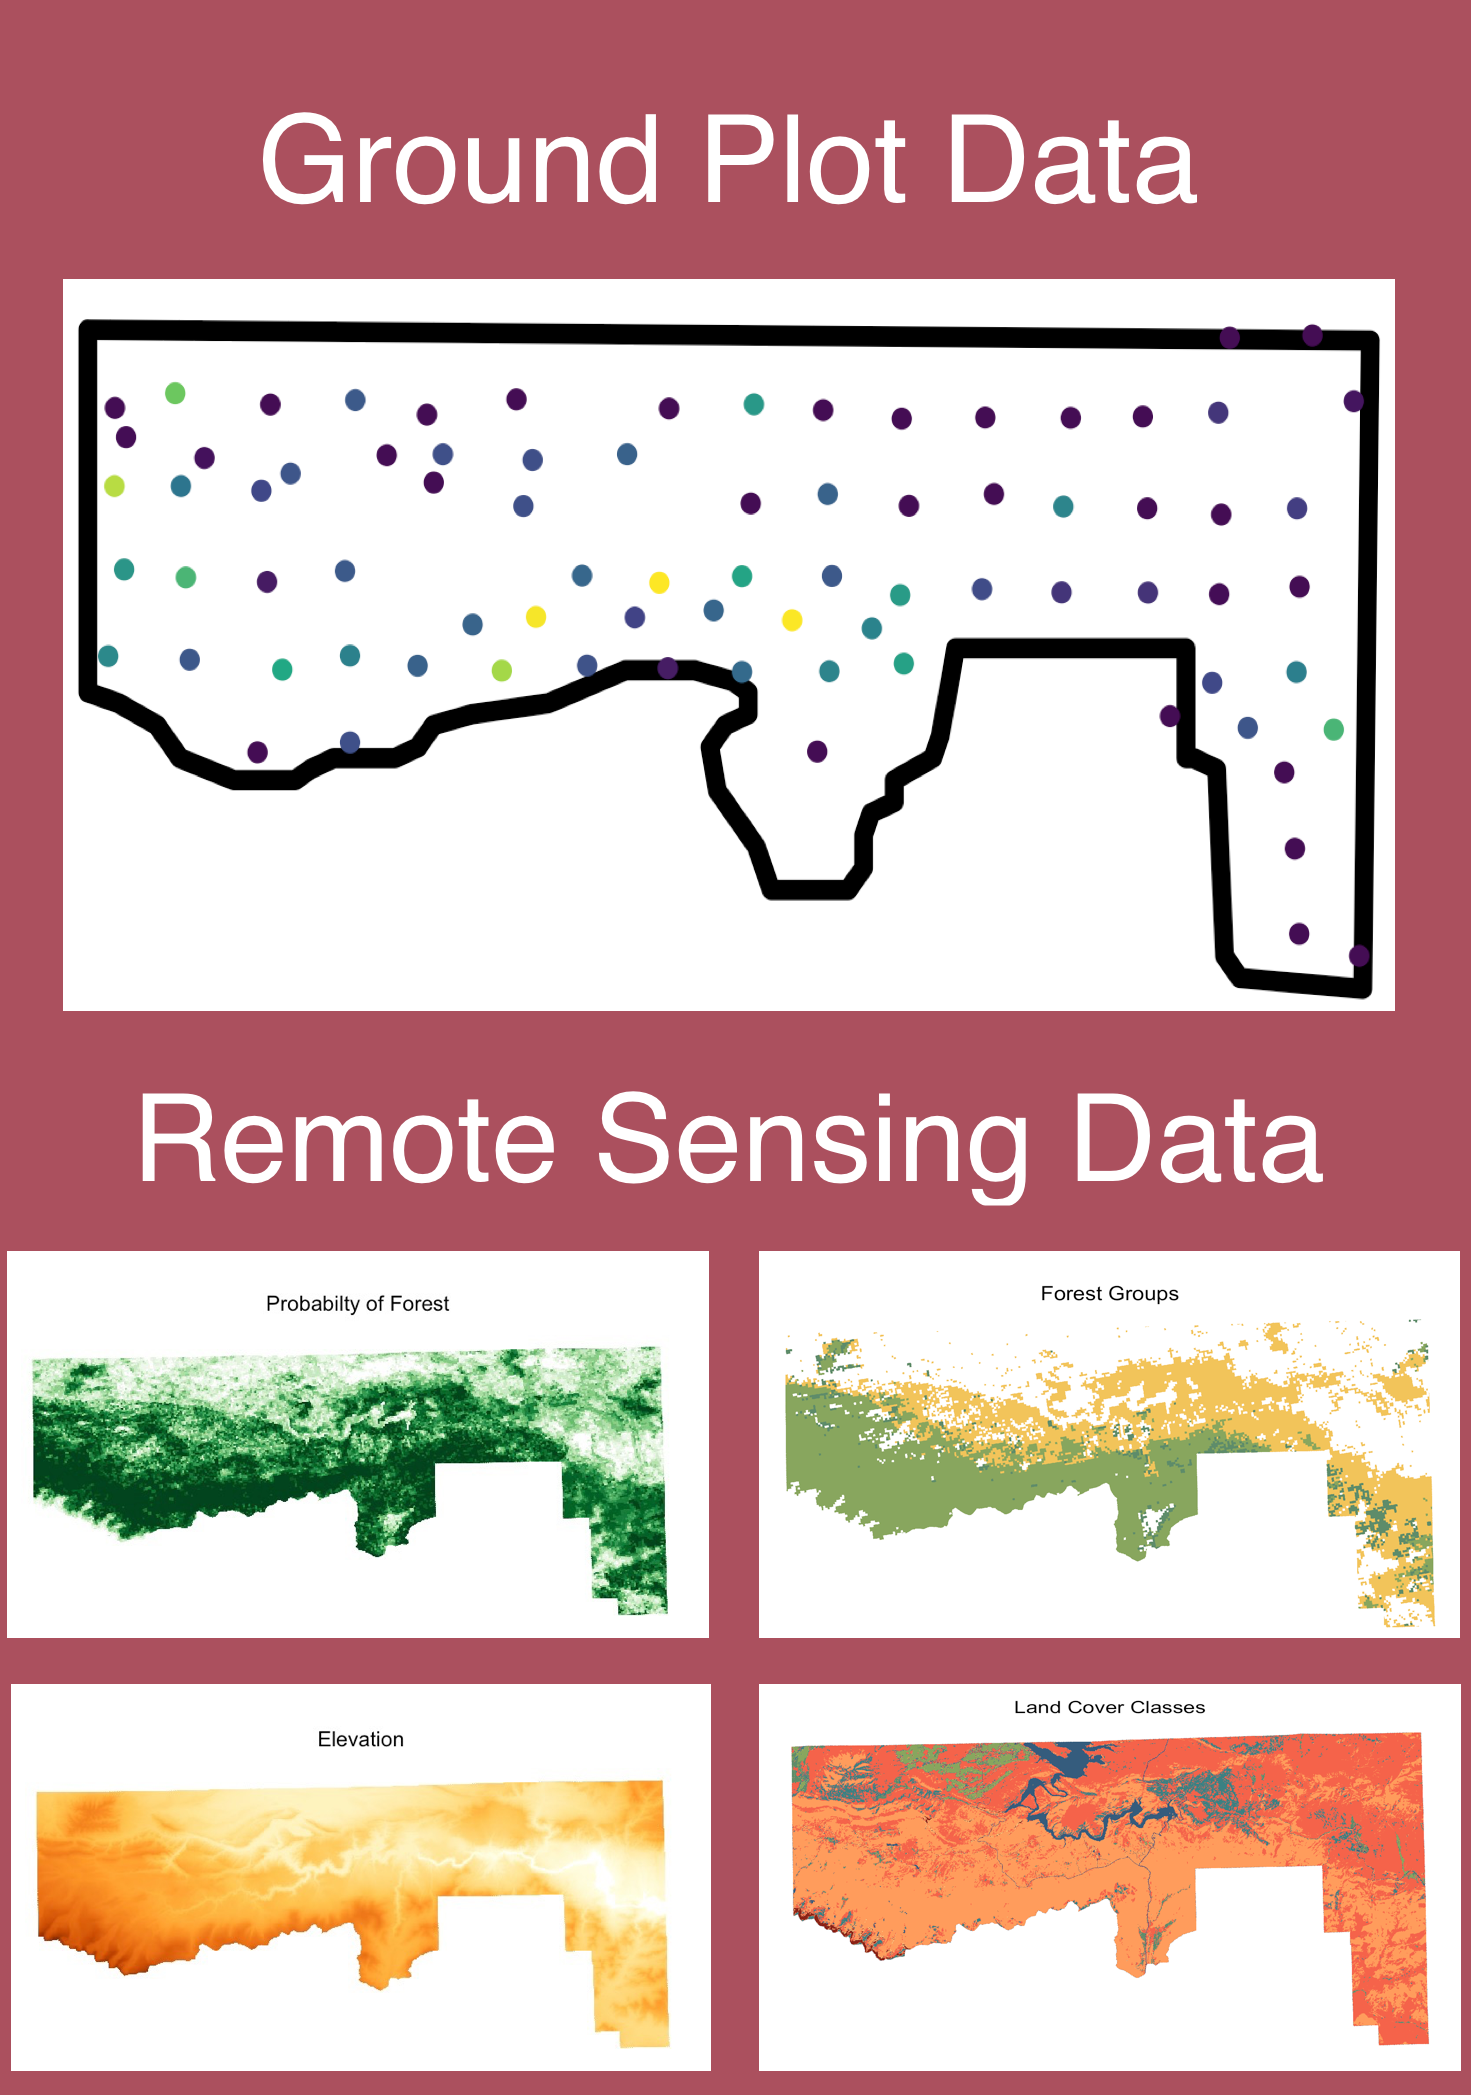 Ground Plot Data
Remote Sensing Data
Probabilty of Forest
Forest Groups
Elevation
Land Cover Classes